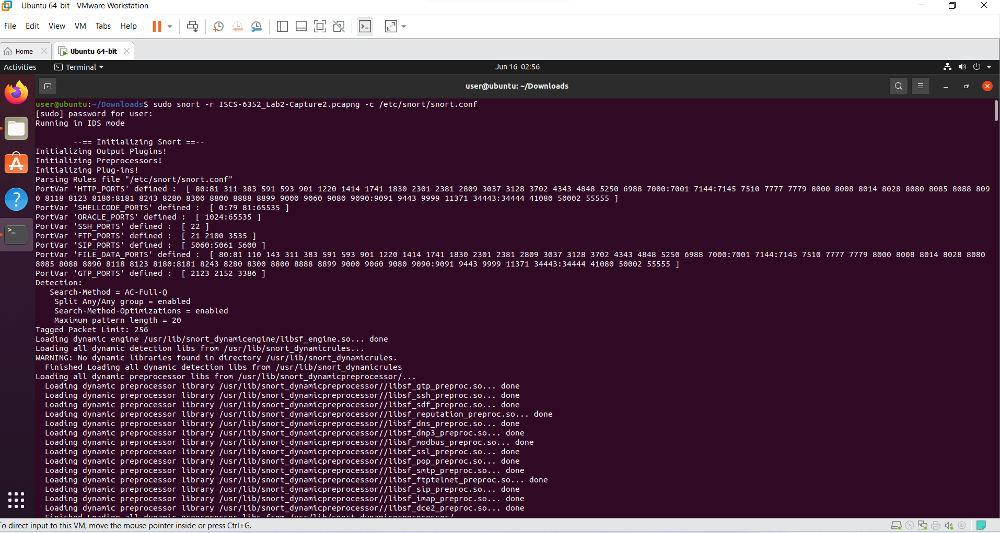 Ubuntu 64-bit - VMware Workstation
File Edit View VM Tabs Help
Home Ubuntu 64-bit
Activities Terminal Jun 16 02:56
user@ubuntu: ~/Downloads
user@ubuntu:~/Downloads$ sudo snort -r ISCS-6352_Lab2-Capture2.pcapng -c /etc/snort/snort.conf
[sudo] password for user:
Running in IDS mode
--== Initializing Snort ==--
Initializing Output Plugins!
Initializing Preprocessors!
Initializing Plug-ins!
Parsing Rules file "/etc/snort/snort.conf"
PortVar 'HTTP_PORTS' defined :  [ 80:81 311 383 591 593 901 1220 1414 1741 1830 2301 2381 2809 3037 3128 3702 4343 4848 5250 6988 7000:7001 7144:7145 7510 7777 7779 8000 8008 8014 8028 8080 8085 8088 809
0 8118 8123 8180:8181 8243 8280 8300 8800 8888 8899 9000 9060 9080 9090:9091 9443 9999 11371 34443:34444 41080 50002 55555 ]
PortVar 'SHELLCODE_PORTS' defined :  [ 0:79 81:65535 ]
PortVar 'ORACLE_PORTS' defined :  [ 1024:65535 ]
PortVar 'SSH_PORTS' defined :  [ 22 ]
PortVar 'FTP_PORTS' defined :  [ 21 2100 3535 ]
PortVar 'SIP_PORTS' defined :  [ 5060:5061 5600 ]
PortVar 'FILE_DATA_PORTS' defined :  [ 80:81 110 143 311 383 591 593 901 1220 1414 1741 1830 2301 2381 2809 3037 3128 3702 4343 4848 5250 6988 7000:7001 7144:7145 7510 7777 7779 8000 8008 8014 8028 8080
8085 8088 8090 8118 8123 8180:8181 8243 8280 8300 8800 8888 8899 9000 9060 9080 9090:9091 9443 9999 11371 34443:34444 41080 50002 55555 ]
PortVar 'GTP_PORTS' defined :  [ 2123 2152 3386 ]
Detection:
Search-Method = AC-Full-Q
Split Any/Any group = enabled
Search-Method-Optimizations = enabled
Maximum pattern length = 20
Tagged Packet Limit: 256
Loading dynamic engine /usr/lib/snort_dynamicengine/libsf_engine.so... done
Loading all dynamic detection libs from /usr/lib/snort_dynamicrules...
WARNING: No dynamic libraries found in directory /usr/lib/snort_dynamicrules.
Finished Loading all dynamic detection libs from /usr/lib/snort_dynamicrules
Loading all dynamic preprocessor libs from /usr/lib/snort_dynamicpreprocessor/...
Loading dynamic preprocessor library /usr/lib/snort_dynamicpreprocessor//libsf_gtp_preproc.so... done
Loading dynamic preprocessor library /usr/lib/snort_dynamicpreprocessor//libsf_ssh_preproc.so... done
Loading dynamic preprocessor library /usr/lib/snort_dynamicpreprocessor//libsf_sdf_preproc.so... done
Loading dynamic preprocessor library /usr/lib/snort_dynamicpreprocessor//libsf_reputation_preproc.so... done
Loading dynamic preprocessor library /usr/lib/snort_dynamicpreprocessor//libsf_dns_preproc.so... done
Loading dynamic preprocessor library /usr/lib/snort_dynamicpreprocessor//libsf_dnp3_preproc.so... done
Loading dynamic preprocessor library /usr/lib/snort_dynamicpreprocessor//libsf_modbus_preproc.so... done
Loading dynamic preprocessor library /usr/lib/snort_dynamicpreprocessor//libsf_ssl_preproc.so... done
Loading dynamic preprocessor library /usr/lib/snort_dynamicpreprocessor//libsf_pop_preproc.so... done
Loading dynamic preprocessor library /usr/lib/snort_dynamicpreprocessor//libsf_smtp_preproc.so... done
Loading dynamic preprocessor library /usr/lib/snort_dynamicpreprocessor//libsf_ftptelnet_preproc.so... done
Loading dynamic preprocessor library /usr/lib/snort_dynamicpreprocessor//libsf_sip_preproc.so... done
Loading dynamic preprocessor library /usr/lib/snort_dynamicpreprocessor//libsf_imap_preproc.so... done
Loading dynamic preprocessor library /usr/lib/snort_dynamicpreprocessor//libsf_dce2_preproc.so... done
Finished Loading all dynamic preprocessor libs from /usr/lib/snort_dynamicpreprocessor/
To direct input to this VM, move the mouse pointer inside or press Ctrl+G.